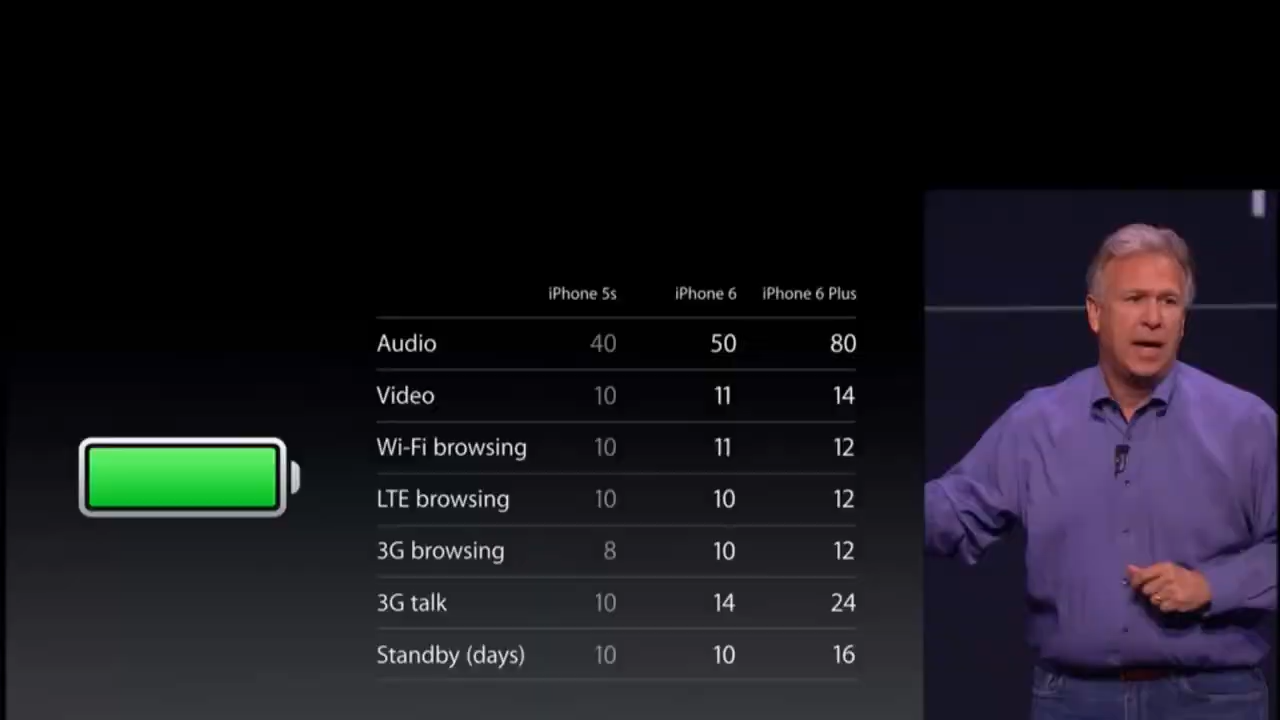 iPhone 5s iPhone 6 iPhone 6 Plus
Audio 40 50 80
Video 10 11 14
Wi-Fi browsing 10 11 12
LTE browsing 10 10 12
3G browsing 8 10 12
3G talk 10 14 24
Standby (days) 10 10 16